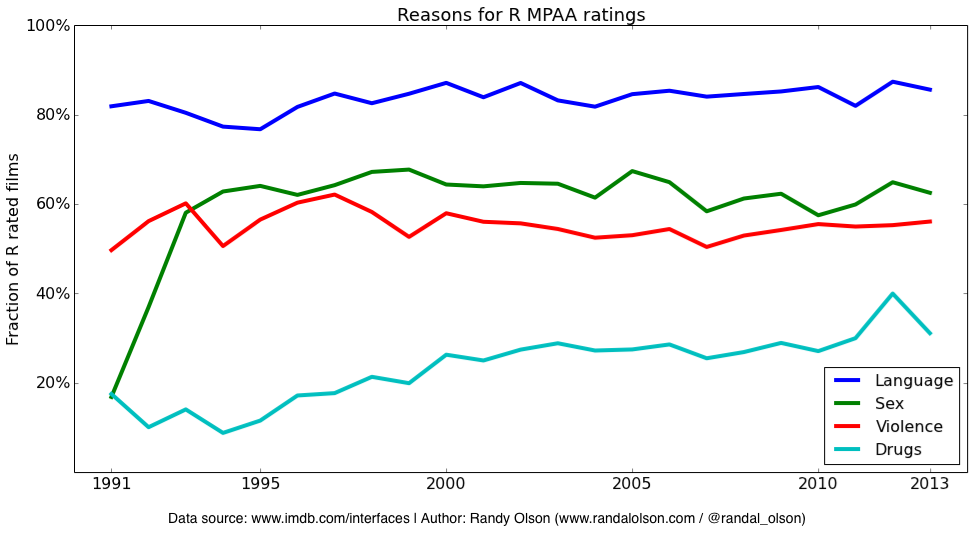 Reasons for R MPAA ratings
100%
80%
60%
40%
20%
Fraction of R rated films
Language
Sex
Violence
Drugs
1991 1995 2000 2005 2010 2013
Data source: www.imdb.com/interfaces | Author: Randy Olson (www.randalolson.com / @randal_olson)